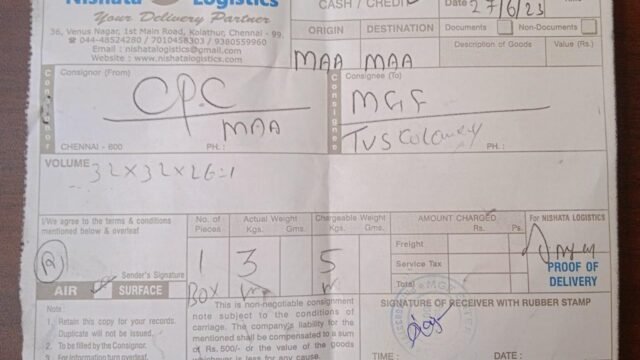 Nishata Logistics
Your Delivery Partner
36, Venus Nagar, 1st Main Road, Kolathur, Chennai - 99.
044-48524280 / 7010458303 / 9380559960
Email : nishatalogistics@gmail.com
Website : www.nishatalogistics.com
CASH / CREDIT Date 27/6/23
ORIGIN DESTINATION Documents Non-Documents
MAA MAA Description of Goods Value (Rs.)
Consignor Consignor (From) Consignee Consignee (To)
CPC MGF
MAA TVS Coloney
CHENNAI - 600 PH. : PH. :
VOLUME 32X32X26=1
I/We agree to the terms & conditions
mentioned below & overleaf
No. of Pieces Actual Weight Kgs. Gms. Chargeable Weight Kgs. Gms. AMOUNT CHARGED Rs. Ps. For NISHATA LOGISTICS
Freight
1 3 5 Service Tax PROOF OF
Sender's Signature DELIVERY
Total
AIR SURFACE BOX
Note : This is non-negotiable consignment SIGNATURE OF RECEIVER WITH RUBBER STAMP
1. Retain this copy for your records. note subject to the conditions of
Duplicate will not be issued. carriage. The company's liability for the
2. To be filled by the Consignor. mentioned shall be compensated to a sum
3. For information turn overleaf. of Rs. 500/- or the value of the goods
whichever is less for any cause. TIME : DATE :